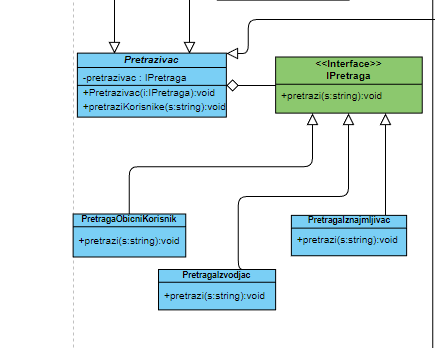 Pretrazivac
-pretrazivac : IPretraga
+Pretrazivac(i:IPretraga):void
+pretraziKorisnike(s:string):void
<<Interface>>
IPretraga
+pretrazi(s:string):void
PretragaObicniKorisnik
+pretrazi(s:string):void
PretragaIzvodjac
+pretrazi(s:string):void
PretragaIznajmljivac
+pretrazi(s:string):void